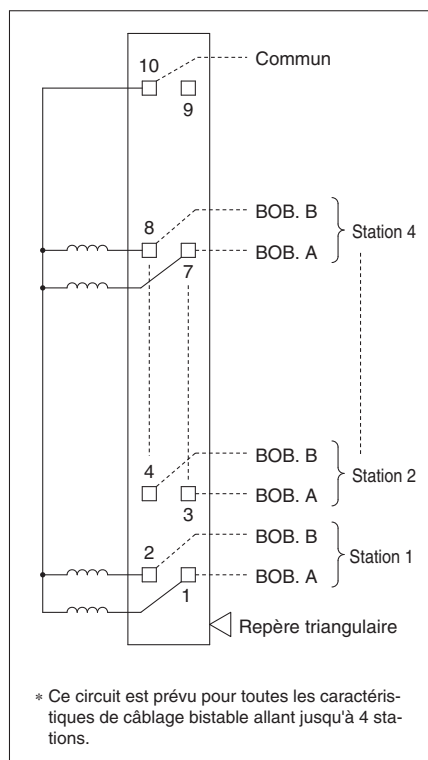 10
Commun
9
8
BOB. B
Station 4
BOB. A
7
4
BOB. B
Station 2
BOB. A
3
2
BOB. B
Station 1
BOB. A
1
Repère triangulaire
* Ce circuit est prévu pour toutes les caractéris-
tiques de câblage bistable allant jusqu'à 4 sta-
tions.